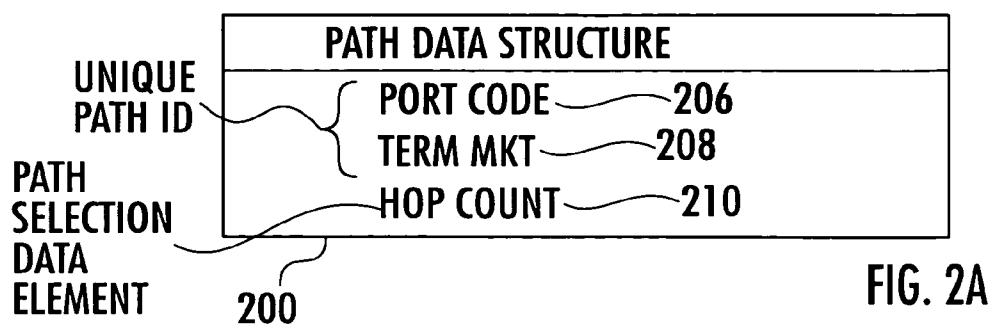 PATH DATA STRUCTURE
UNIQUE
PATH ID
PORT CODE 206
TERM MKT 208
HOP COUNT 210
PATH
SELECTION
DATA
ELEMENT
200
FIG. 2A